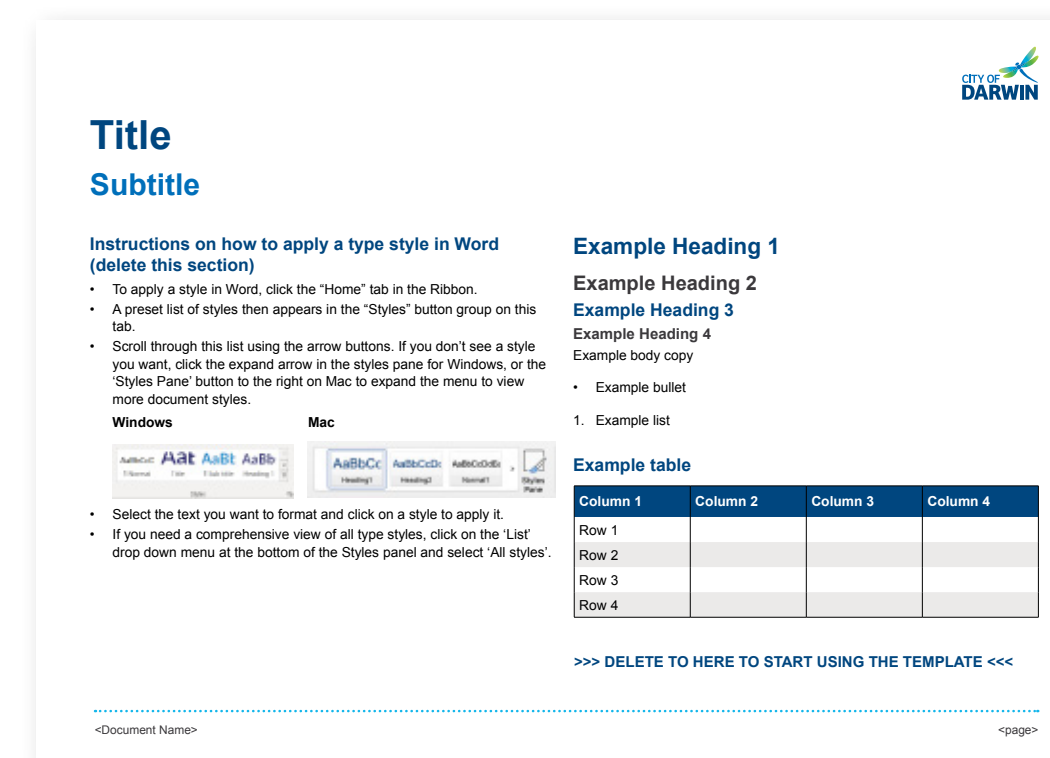 CITY OF
DARWIN
Title
Subtitle
Instructions on how to apply a type style in Word
(delete this section)
• To apply a style in Word, click the “Home” tab in the Ribbon.
• A preset list of styles then appears in the “Styles” button group on this
tab.
• Scroll through this list using the arrow buttons. If you don’t see a style
you want, click the expand arrow in the styles pane for Windows, or the
‘Styles Pane’ button to the right on Mac to expand the menu to view
more document styles.
Windows Mac
AaBt AaBb
Heading 1
AaBbCc AaBbCcDc AaBbCcDdEe
Heading1 Heading2 Normal1 Styles
Pane
• Select the text you want to format and click on a style to apply it.
• If you need a comprehensive view of all type styles, click on the ‘List’
drop down menu at the bottom of the Styles panel and select ‘All styles’.
Example Heading 1
Example Heading 2
Example Heading 3
Example Heading 4
Example body copy
• Example bullet
1. Example list
Example table
Column 1 Column 2 Column 3 Column 4
Row 1
Row 2
Row 3
Row 4
>>> DELETE TO HERE TO START USING THE TEMPLATE <<<
<Document Name> <page>